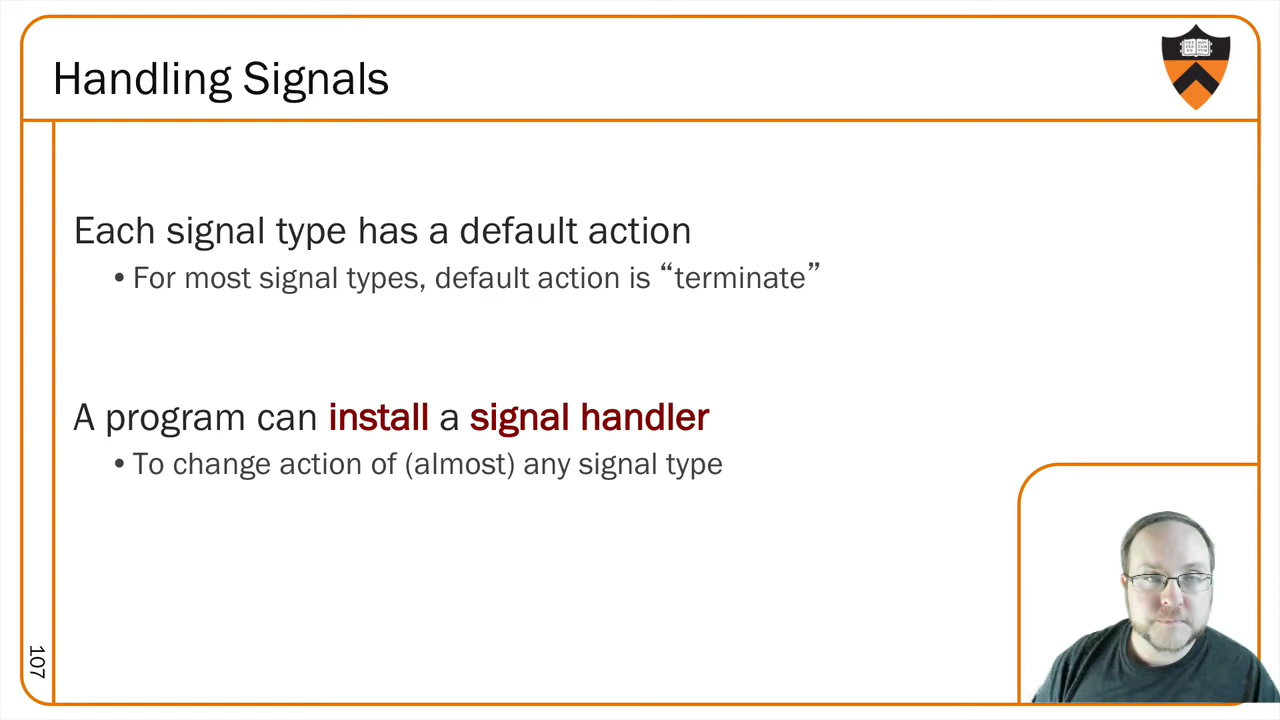 Handling Signals
Each signal type has a default action
• For most signal types, default action is “terminate”
A program can install a signal handler
• To change action of (almost) any signal type
107